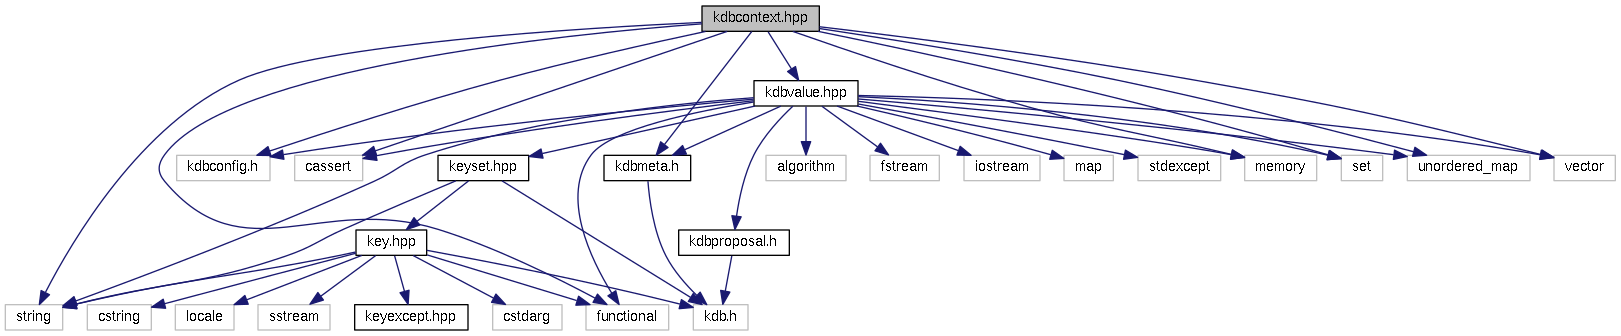 kdbcontext.hpp
kdbvalue.hpp
kdbconfig.h
cassert
keyset.hpp
kdbmeta.h
algorithm
fstream
iostream
map
stdexcept
memory
set
unordered_map
vector
key.hpp
kdbproposal.h
string
cstring
locale
sstream
keyexcept.hpp
cstdarg
functional
kdb.h